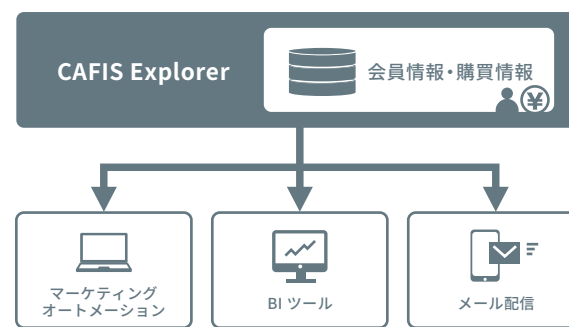 CAFIS Explorer
会員情報・購買情報
¥
マーケティング
オートメーション
BI ツール
メール配信